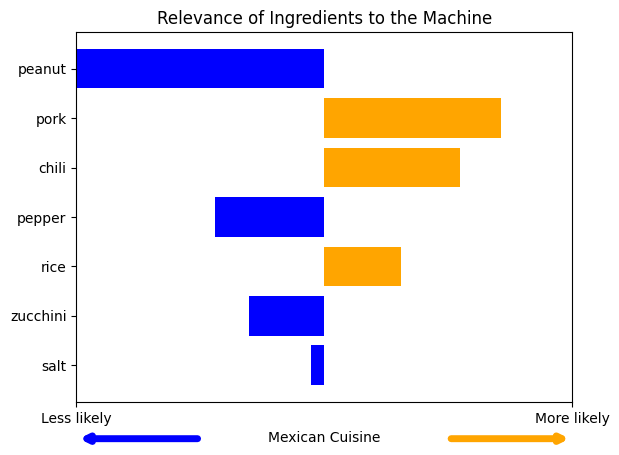 Relevance of Ingredients to the Machine
peanut
pork
chili
pepper
rice
zucchini
salt
Less likely
More likely
Mexican Cuisine